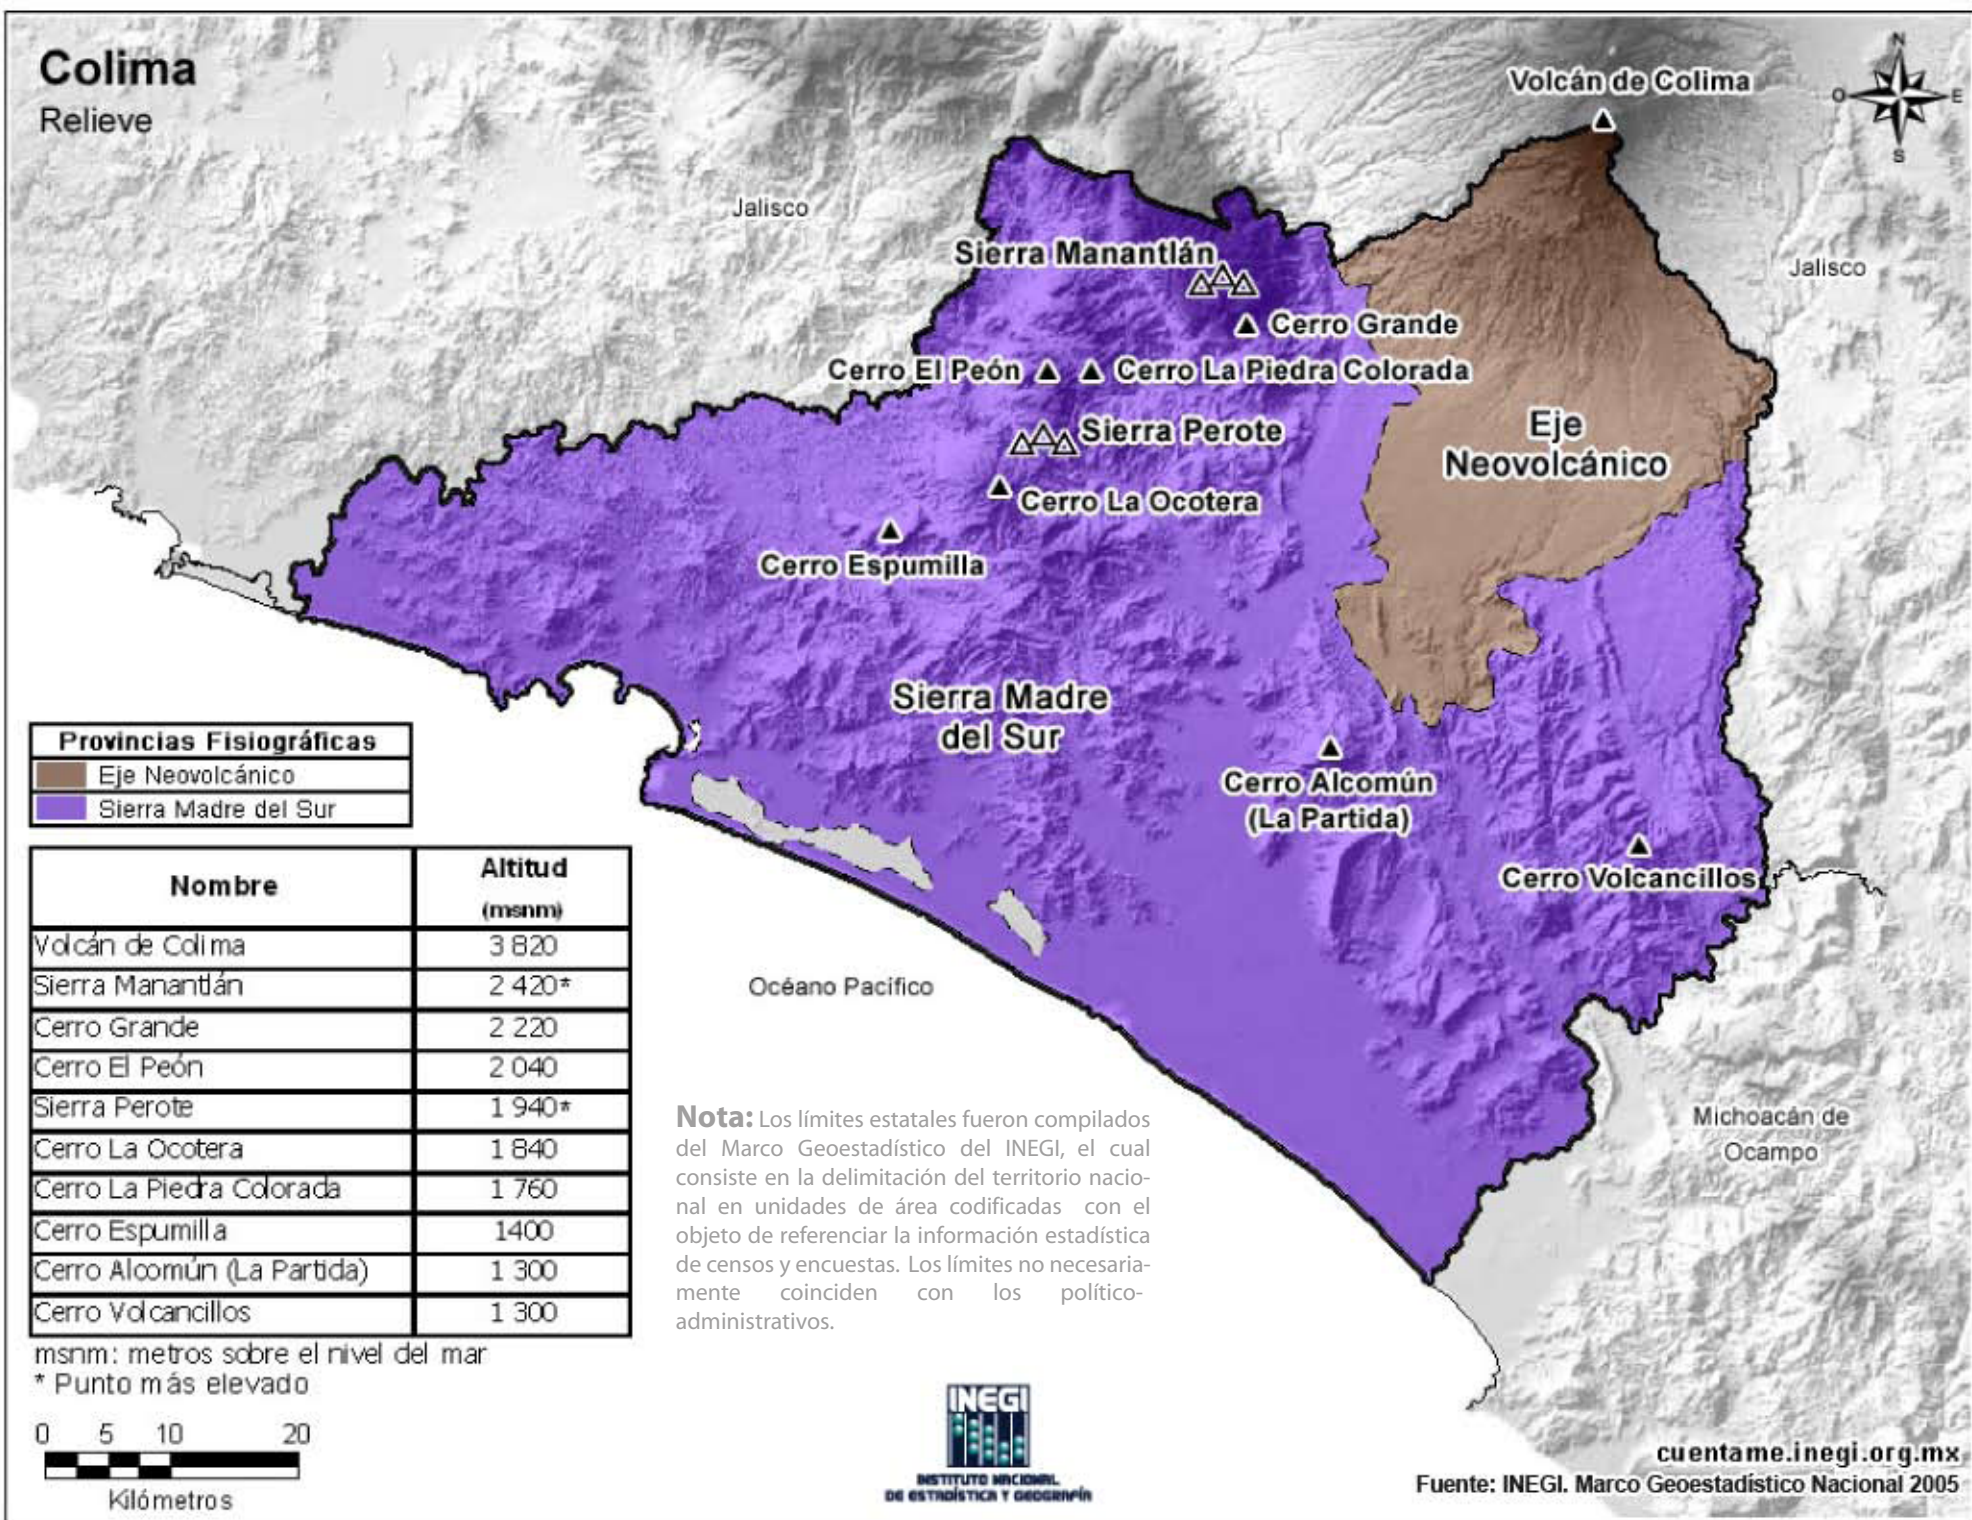 Colima
Relieve
Volcán de Colima
N
O
E
S
Jalisco
Sierra Manantlán
Jalisco
Cerro Grande
Cerro El Peón
Cerro La Piedra Colorada
Eje
Neovolcánico
Sierra Perote
Cerro La Ocotera
Cerro Espumilla
Sierra Madre
del Sur
Cerro Alcomún
(La Partida)
Cerro Volcancillos
Provincias Fisiográficas
Eje Neovolcánico
Sierra Madre del Sur
Nombre Altitud (msnm)
Volcán de Colima 3 820
Sierra Manantlán 2 420*
Cerro Grande 2 220
Cerro El Peón 2 040
Sierra Perote 1 940*
Cerro La Ocotera 1 840
Cerro La Piedra Colorada 1 760
Cerro Espumilla 1400
Cerro Alcomún (La Partida) 1 300
Cerro Volcancillos 1 300
msnm: metros sobre el nivel del mar
* Punto más elevado
0 5 10 20
Kilómetros
Océano Pacífico
Nota: Los límites estatales fueron compilados
del Marco Geoestadístico del INEGI, el cual
consiste en la delimitación del territorio nacio-
nal en unidades de área codificadas con el
objeto de referenciar la información estadística
de censos y encuestas. Los límites no necesaria-
mente coinciden con los político-
administrativos.
Michoacán de
Ocampo
INEGI
INSTITUTO NACIONAL
DE ESTADÍSTICA Y GEOGRAFÍA
cuentame.inegi.org.mx
Fuente: INEGI. Marco Geoestadístico Nacional 2005